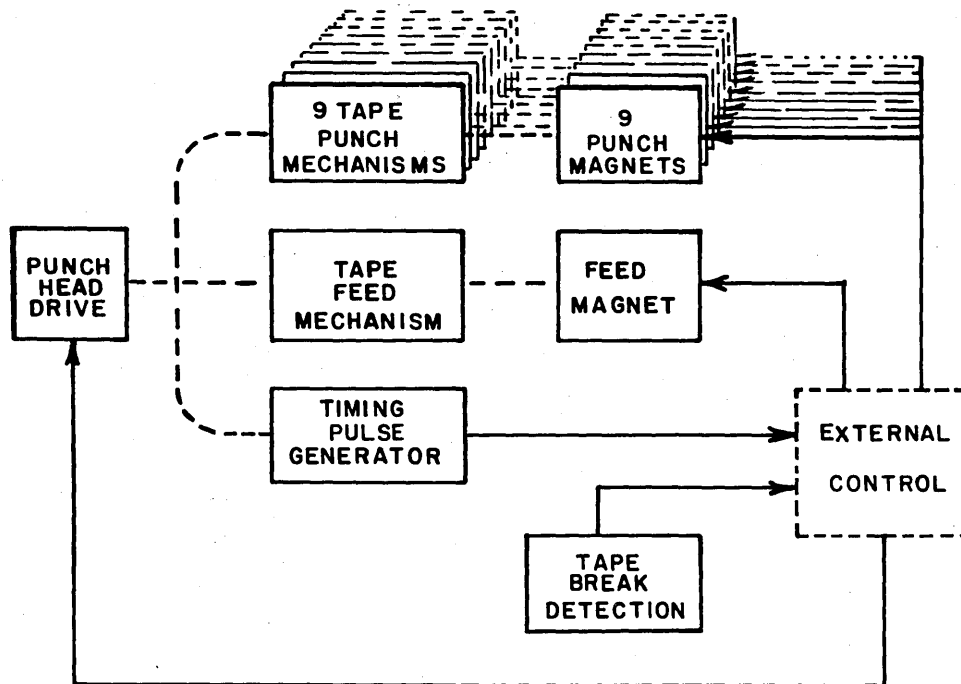 9 TAPE
PUNCH
MECHANISMS
9
PUNCH
MAGNETS
PUNCH
HEAD
DRIVE
TAPE
FEED
MECHANISM
FEED
MAGNET
TIMING
PULSE
GENERATOR
EXTERNAL
CONTROL
TAPE
BREAK
DETECTION